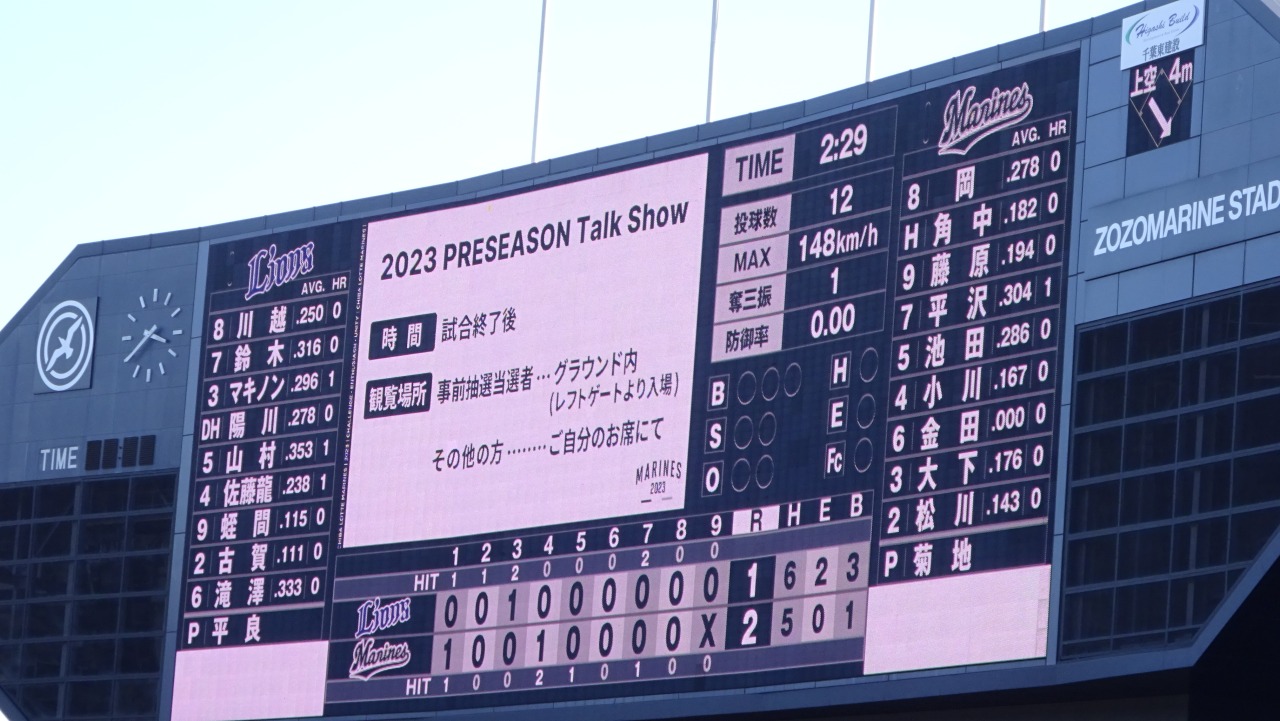 Higashi Build
千葉東建設
上空 4m
ZOZOMARINE STAD
TIME
Lions
AVG. HR
8 川越 .250 0
7 鈴木 .316 0
3 マキノン .296 1
DH 陽川 .278 0
5 山村 .353 1
4 佐藤龍 .238 1
9 蛭間 .115 0
2 古賀 .111 0
6 滝澤 .333 0
P 平良
2023 PRESEASON Talk Show
時間 試合終了後
観覧場所 事前抽選当選者…グラウンド内
(レフトゲートより入場)
その他の方………ご自分のお席にて
MARINES
2023
TIME 2:29
投球数 12
MAX 148km/h
奪三振 1
防御率 0.00
B H
S E
O Fc
Marines
AVG. HR
8 岡 .278 0
H 角中 .182 0
9 藤原 .194 0
7 平沢 .304 1
5 池田 .286 0
4 小川 .167 0
6 金田 .000 0
3 大下 .176 0
2 松川 .143 0
P 菊地
1 2 3 4 5 6 7 8 9 R H E B
HIT 1 1 2 0 0 0 2 0 0
Lions 0 0 1 0 0 0 0 0 0 1 6 2 3
Marines 1 0 0 1 0 0 0 0 X 2 5 0 1
HIT 1 0 0 2 1 0 1 0 0